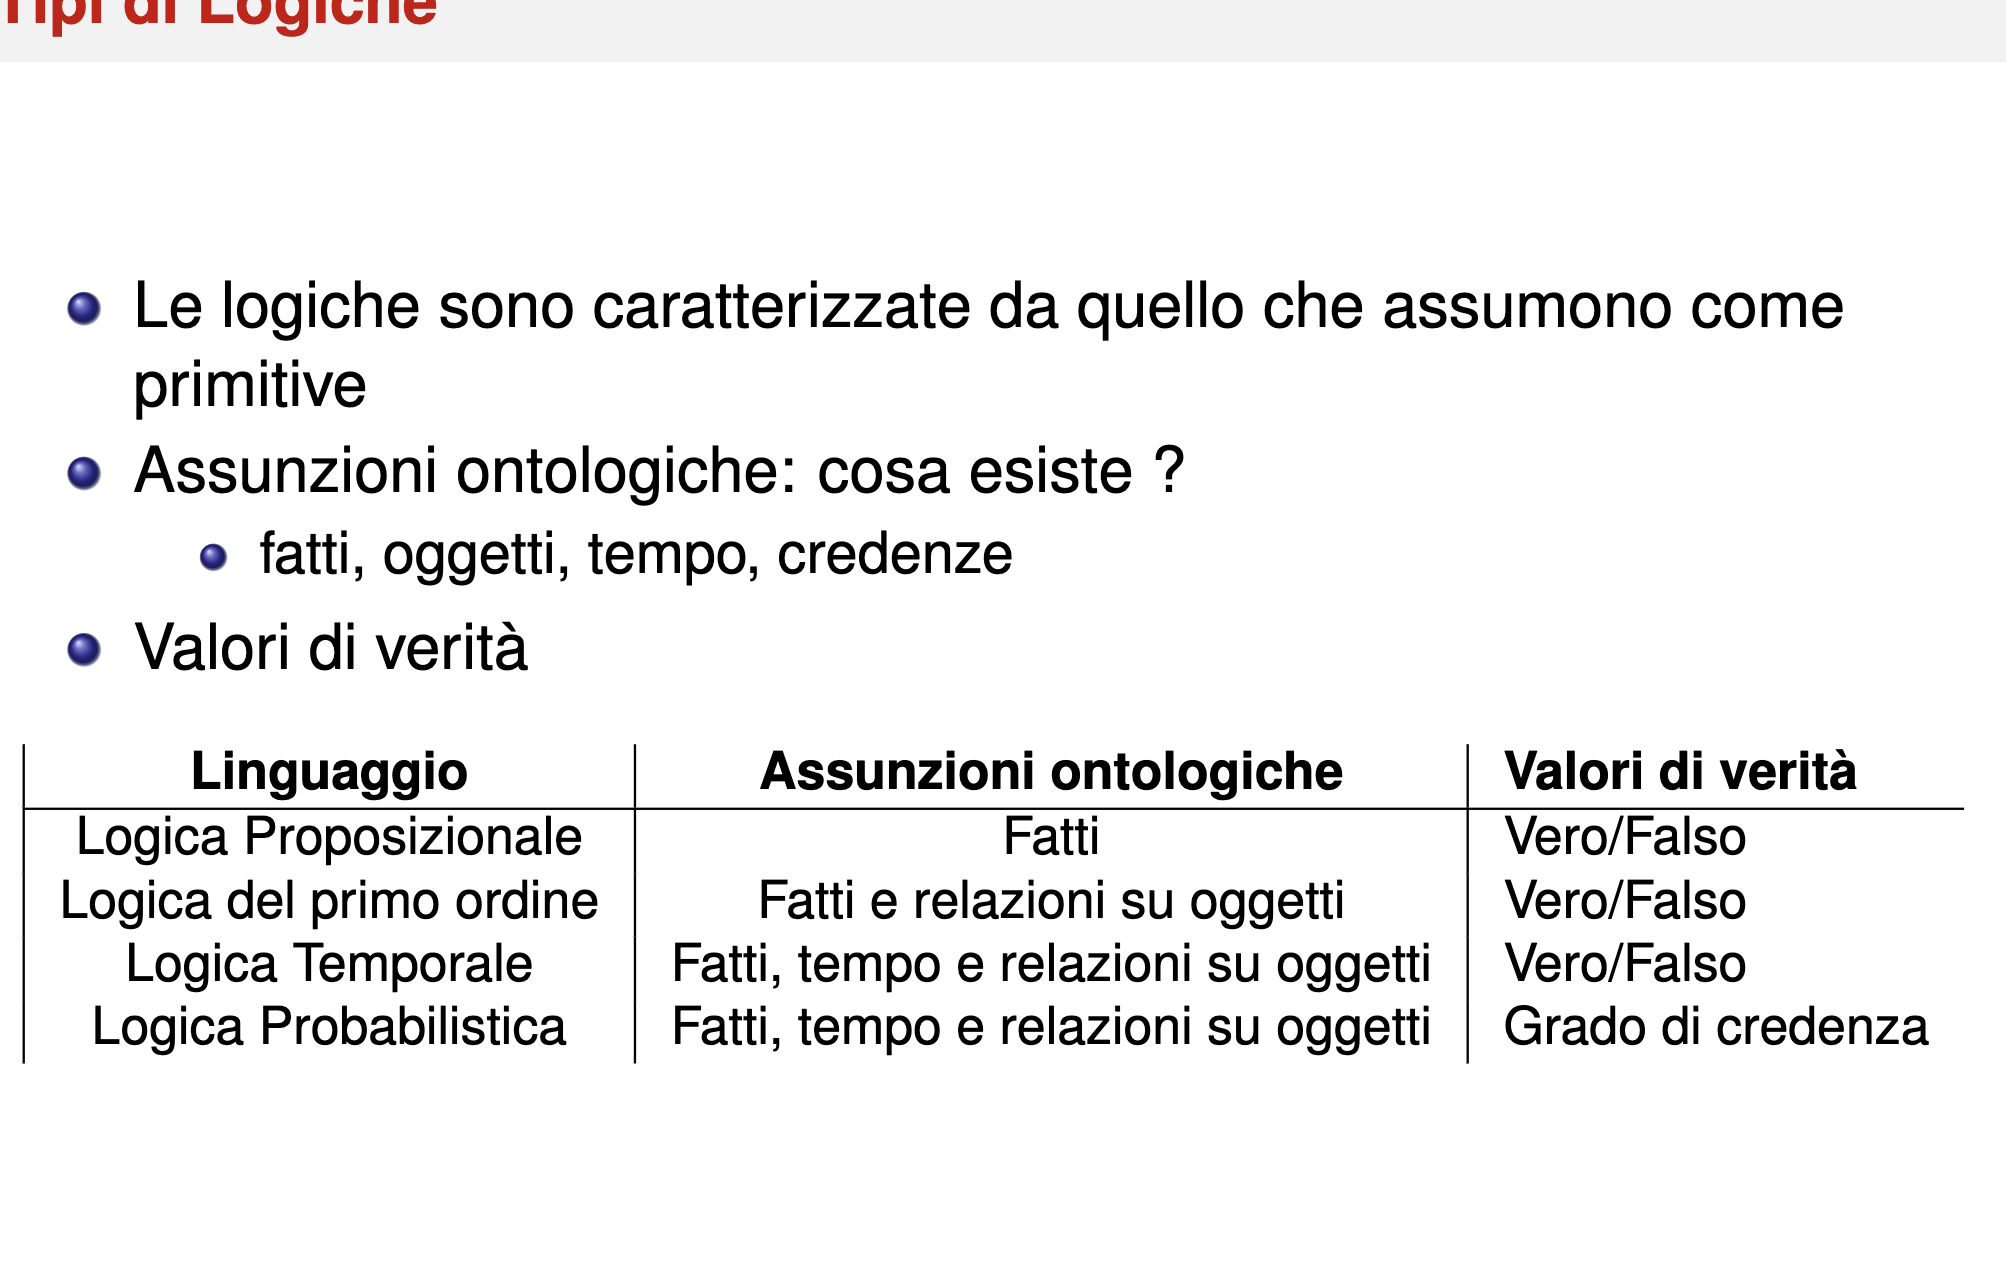 Tipi di Logiche
Le logiche sono caratterizzate da quello che assumono come
primitive
Assunzioni ontologiche: cosa esiste ?
fatti, oggetti, tempo, credenze
Valori di verità
Linguaggio Assunzioni ontologiche Valori di verità
Logica Proposizionale Fatti Vero/Falso
Logica del primo ordine Fatti e relazioni su oggetti Vero/Falso
Logica Temporale Fatti, tempo e relazioni su oggetti Vero/Falso
Logica Probabilistica Fatti, tempo e relazioni su oggetti Grado di credenza